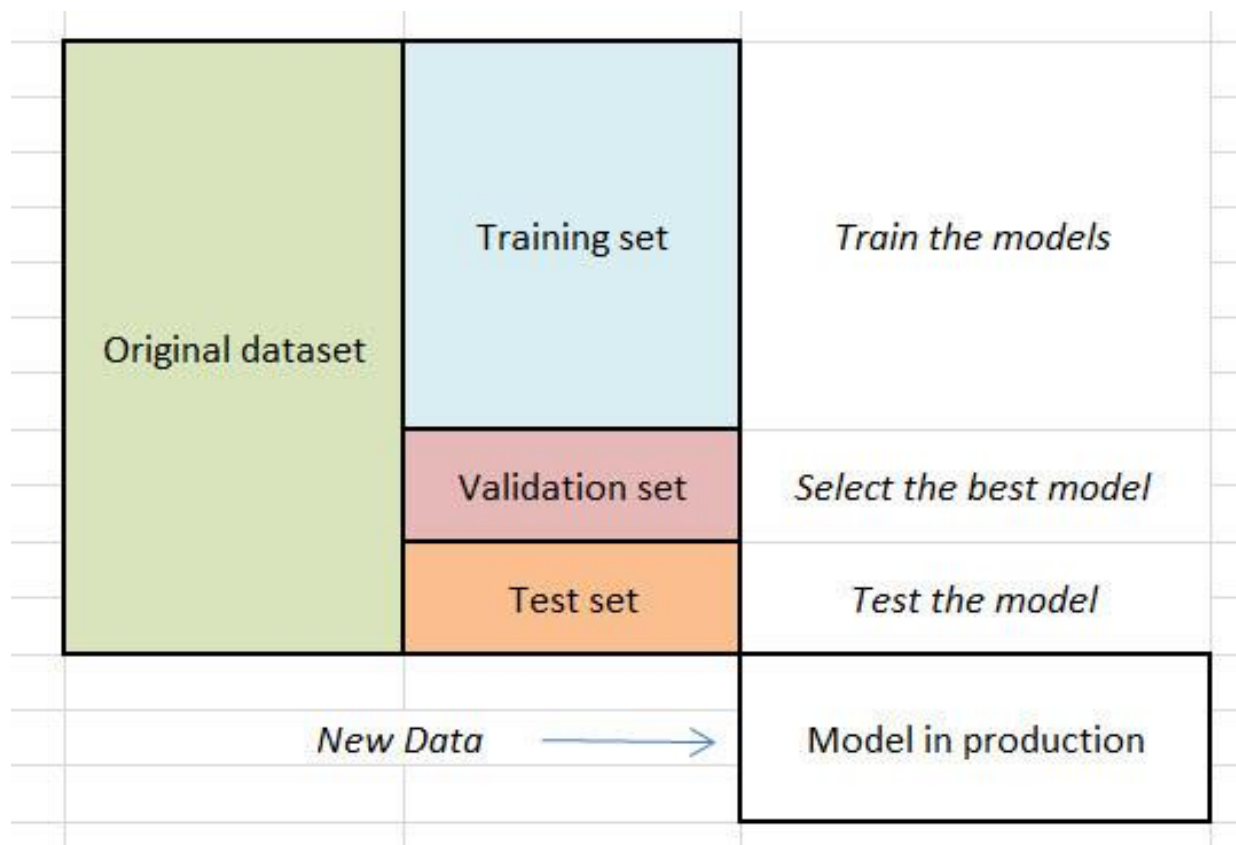 Training set
Train the models
Original dataset
Validation set
Select the best model
Test set
Test the model
New Data
Model in production